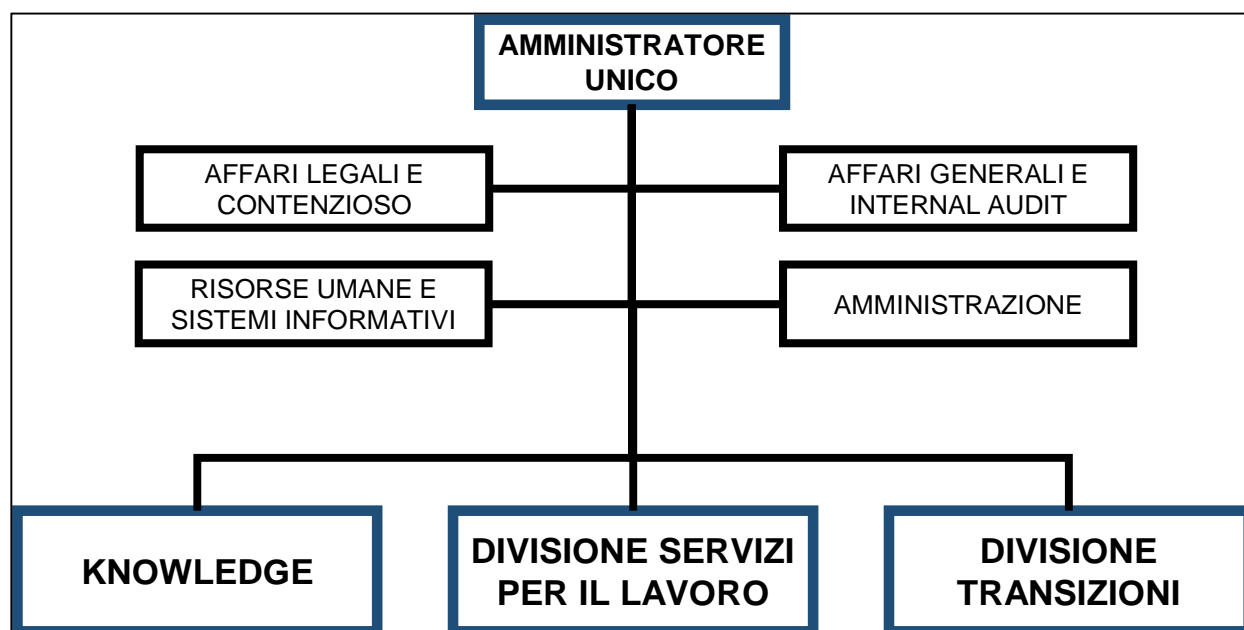 AMMINISTRATORE
UNICO
AFFARI LEGALI E
CONTENZIOSO
AFFARI GENERALI E
INTERNAL AUDIT
RISORSE UMANE E
SISTEMI INFORMATIVI
AMMINISTRAZIONE
KNOWLEDGE
DIVISIONE SERVIZI
PER IL LAVORO
DIVISIONE
TRANSIZIONI